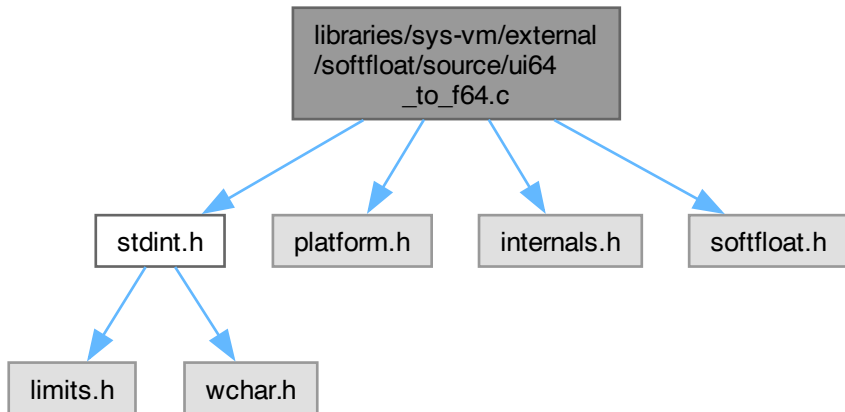 libraries/sys-vm/external
/softfloat/source/ui64
_to_f64.c
stdint.h
platform.h
internals.h
softfloat.h
limits.h
wchar.h